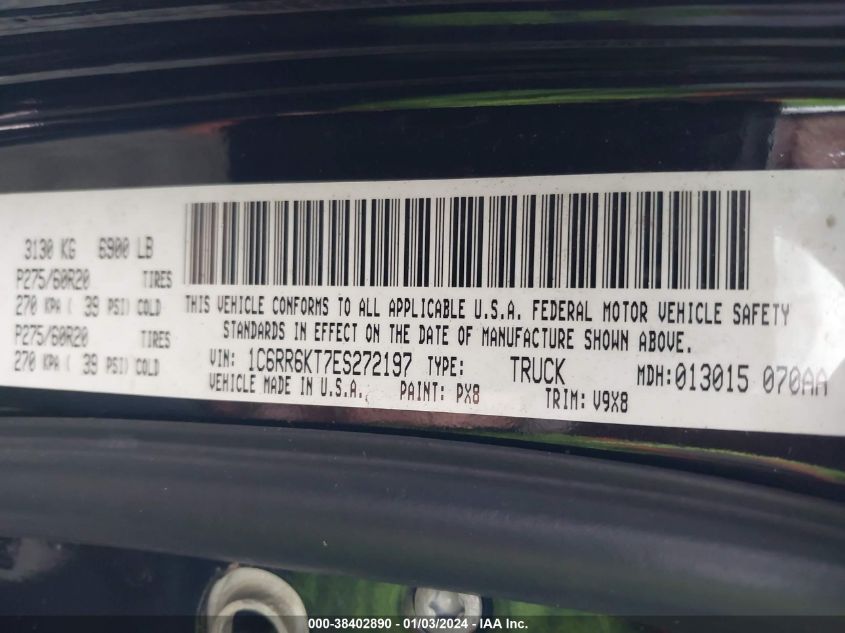 3130 KG 6900 LB
P275/60R20 TIRES
270 KPA ( 39 PSI) COLD
P275/60R20 TIRES
270 KPA ( 39 PSI) COLD
THIS VEHICLE CONFORMS TO ALL APPLICABLE U.S.A. FEDERAL MOTOR VEHICLE SAFETY
STANDARDS IN EFFECT ON THE DATE OF MANUFACTURE SHOWN ABOVE.
VIN: 1C6RR6KT7ES272197 TYPE: TRUCK MDH: 013015 070AA
VEHICLE MADE IN U.S.A. PAINT: PX8 TRIM: V9X8
000-38402890 - 01/03/2024 - IAA Inc.